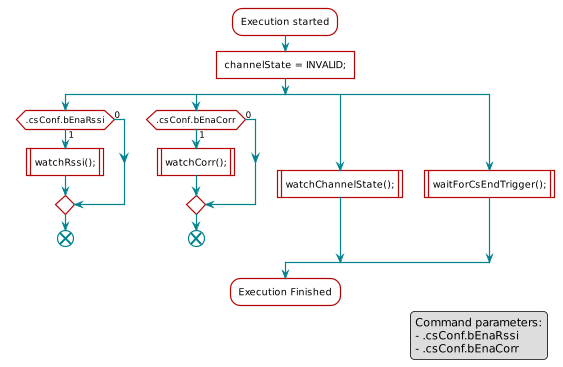 Execution started
channelState = INVALID;
.csConf.bEnaRssi
0
.csConf.bEnaCorr
0
1
1
watchRssi();
watchCorr();
watchChannelState();
waitForCsEndTrigger();
Execution Finished
Command parameters:
- .csConf.bEnaRssi
- .csConf.bEnaCorr